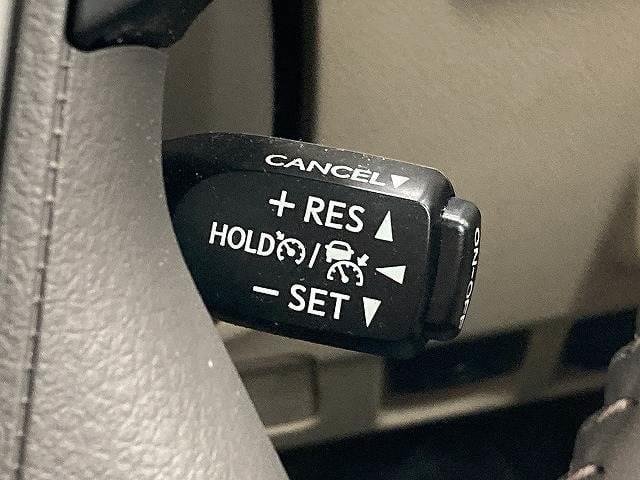 CANCEL▼
+ RES ▲
HOLD / ◀
− SET ▼
ON-OFF